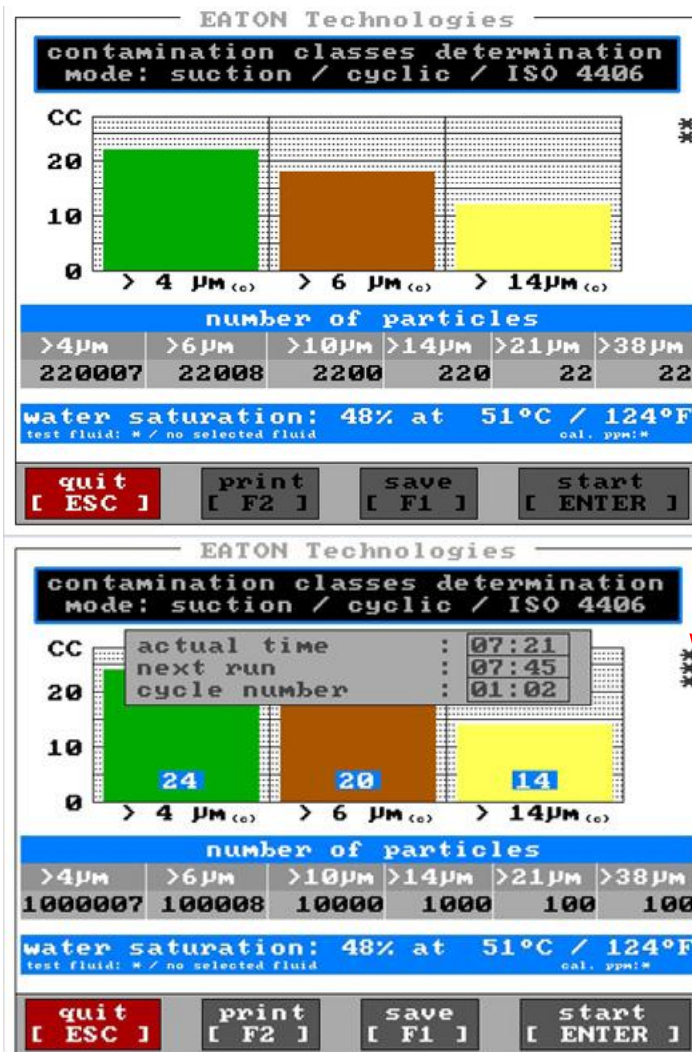 EATON Technologies
contamination classes determination
mode: suction / cyclic / ISO 4406
CC
20
10
0
> 4 µm (c) > 6 µm (c) > 14µm (c)
number of particles
>4µm >6µm >10µm >14µm >21µm >38µm
220007 22008 2200 220 22 22
water saturation: 48% at 51°C / 124°F
test fluid: * / no selected fluid cal. ppm:*
quit print save start
[ ESC ] [ F2 ] [ F1 ] [ ENTER ]
EATON Technologies
contamination classes determination
mode: suction / cyclic / ISO 4406
CC
actual time : 07:21
next run : 07:45
cycle number : 01:02
20
10
24 20 14
0
> 4 µm (c) > 6 µm (c) > 14µm (c)
number of particles
>4µm >6µm >10µm >14µm >21µm >38µm
1000007 100008 10000 1000 100 100
water saturation: 48% at 51°C / 124°F
test fluid: * / no selected fluid cal. ppm:*
quit print save start
[ ESC ] [ F2 ] [ F1 ] [ ENTER ]